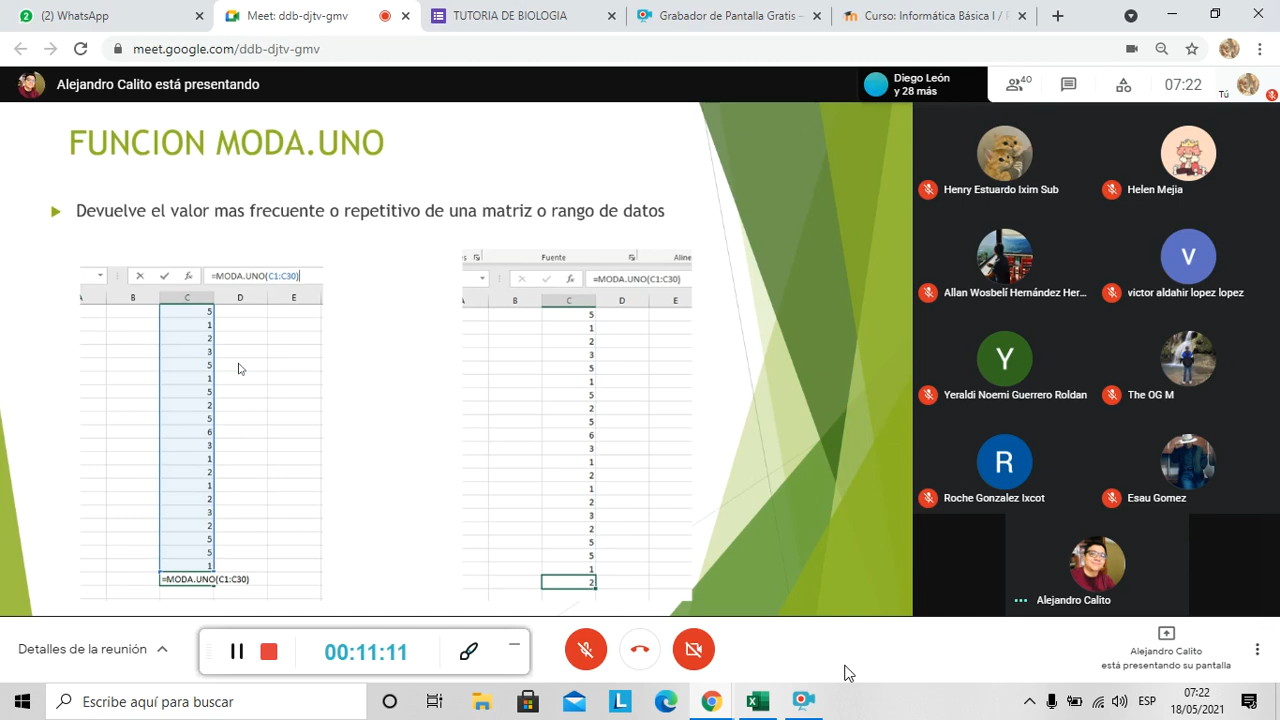 (2) WhatsApp
Meet: ddb-djtv-gmv
TUTORIA DE BIOLOGIA
Grabador de Pantalla Gratis –
Curso: Informática Básica I / P
meet.google.com/ddb-djtv-gmv
Alejandro Calito está presentando
Diego León
y 28 más
40
07:22
Tú
FUNCION MODA.UNO
Devuelve el valor mas frecuente o repetitivo de una matriz o rango de datos
=MODA.UNO(C1:C30)
B C D E
5
1
2
3
5
1
5
2
5
6
3
1
2
1
2
3
2
5
5
1
=MODA.UNO(C1:C30)
Fuente
Aline
=MODA.UNO(C1:C30)
A B C D E
5
1
2
3
5
1
5
2
5
6
3
1
2
1
2
3
2
5
5
1
2
Henry Estuardo Ixim Sub
Helen Mejia
Allan Wosbelí Hernández Her...
V
victor aldahir lopez lopez
Y
Yeraldi Noemi Guerrero Roldan
The OG M
R
Roche Gonzalez Ixcot
Esau Gomez
Alejandro Calito
Detalles de la reunión
00:11:11
Alejandro Calito
está presentando su pantalla
Escribe aquí para buscar
L
ESP
07:22
18/05/2021